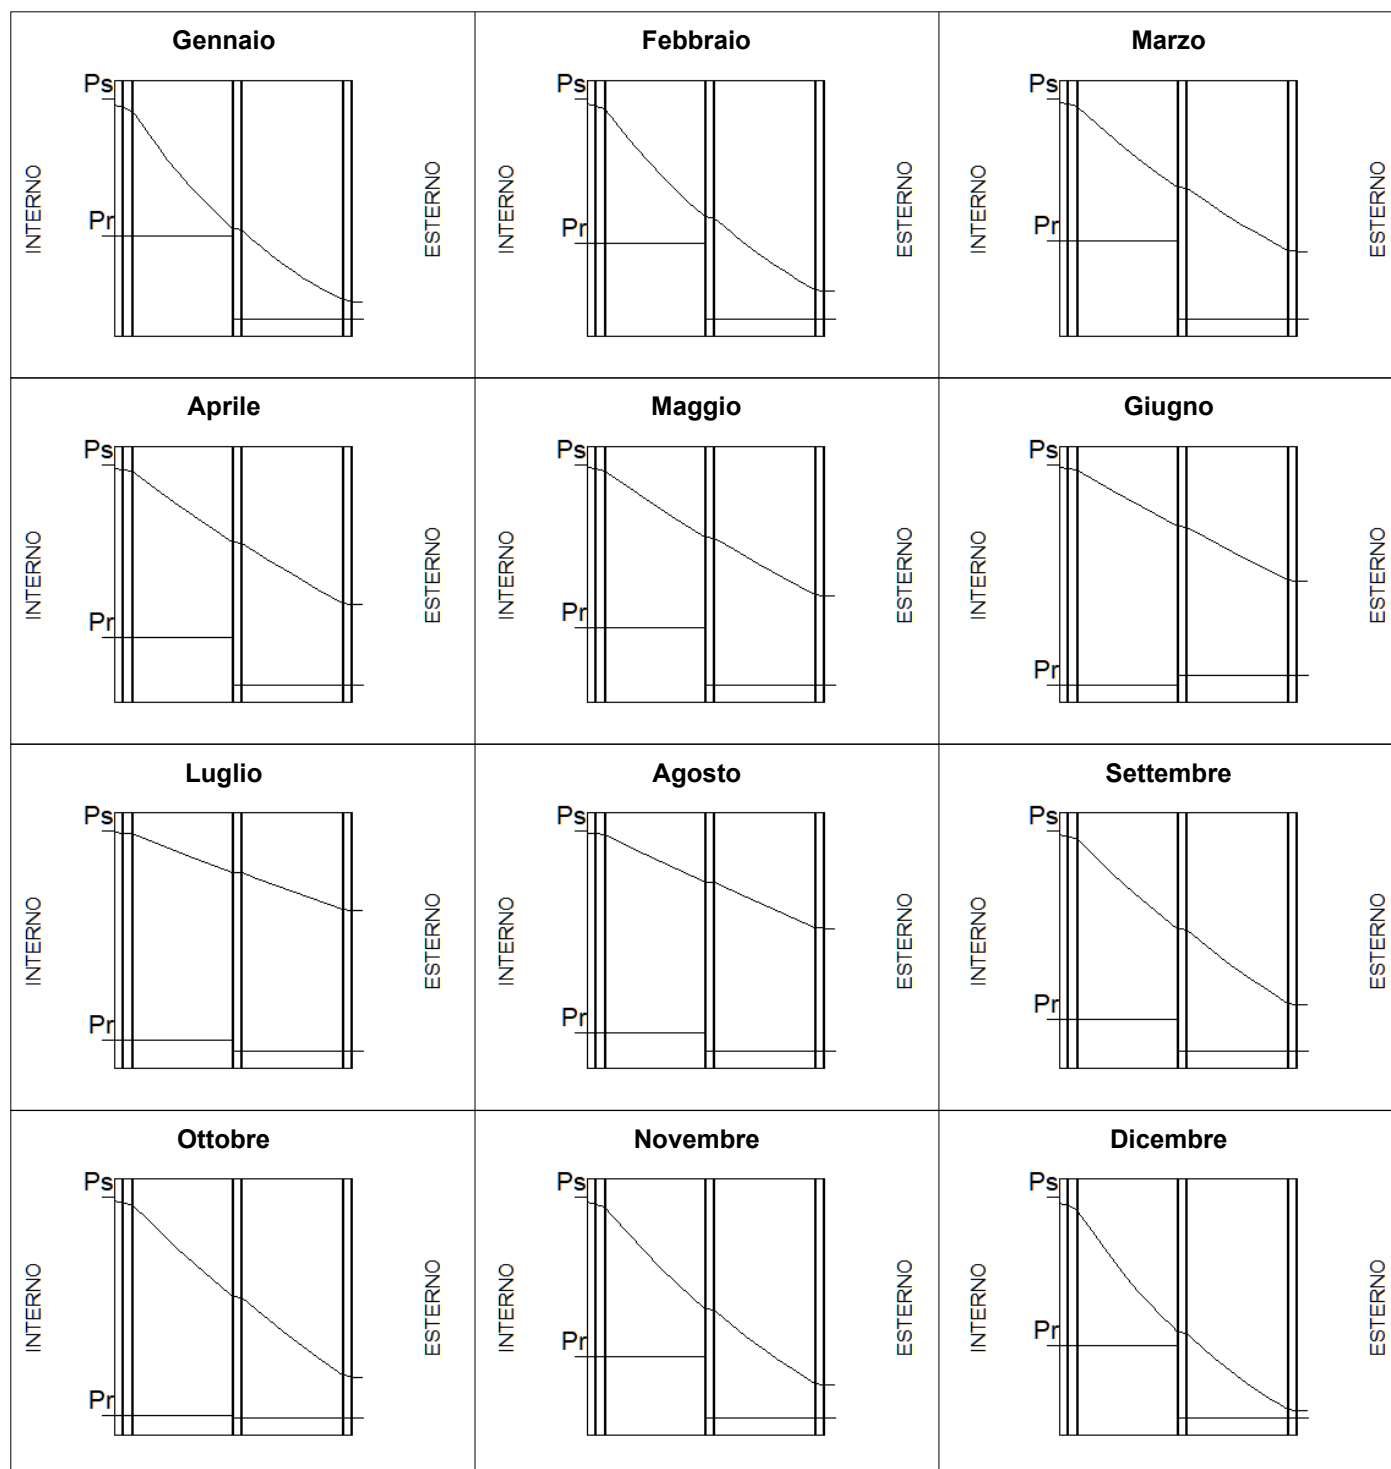 Gennaio
Ps
Pr
INTERNO
ESTERNO
Febbraio
Ps
Pr
INTERNO
ESTERNO
Marzo
Ps
Pr
INTERNO
ESTERNO
Aprile
Ps
Pr
INTERNO
ESTERNO
Maggio
Ps
Pr
INTERNO
ESTERNO
Giugno
Ps
Pr
INTERNO
ESTERNO
Luglio
Ps
Pr
INTERNO
ESTERNO
Agosto
Ps
Pr
INTERNO
ESTERNO
Settembre
Ps
Pr
INTERNO
ESTERNO
Ottobre
Ps
Pr
INTERNO
ESTERNO
Novembre
Ps
Pr
INTERNO
ESTERNO
Dicembre
Ps
Pr
INTERNO
ESTERNO